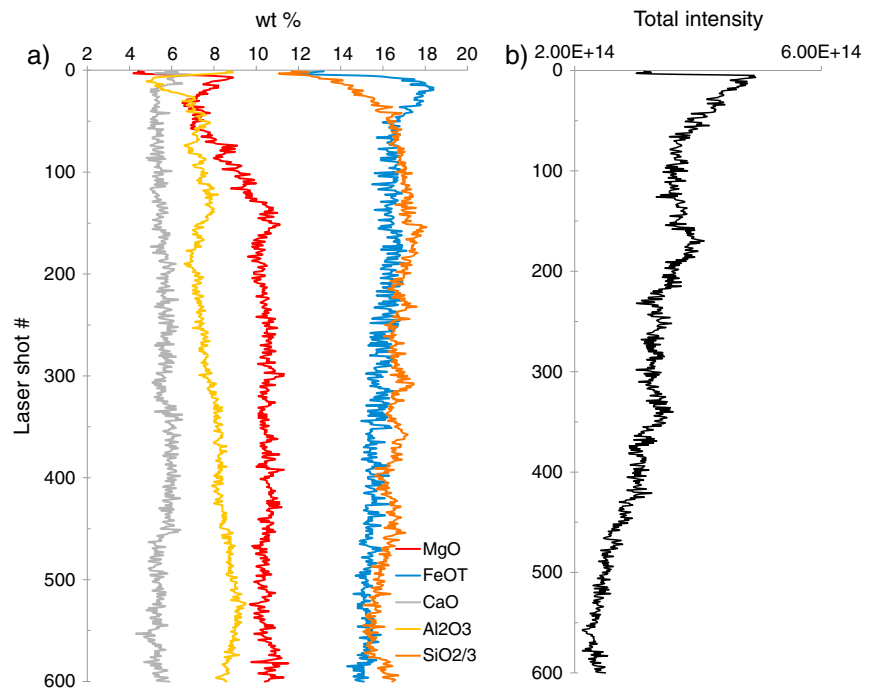 wt %
Total intensity
a)
2 4 6 8 10 12 14 16 18 20
b)
2.00E+14 6.00E+14
0
100
200
300
400
500
600
Laser shot #
MgO
FeOT
CaO
Al2O3
SiO2/3
0
100
200
300
400
500
600